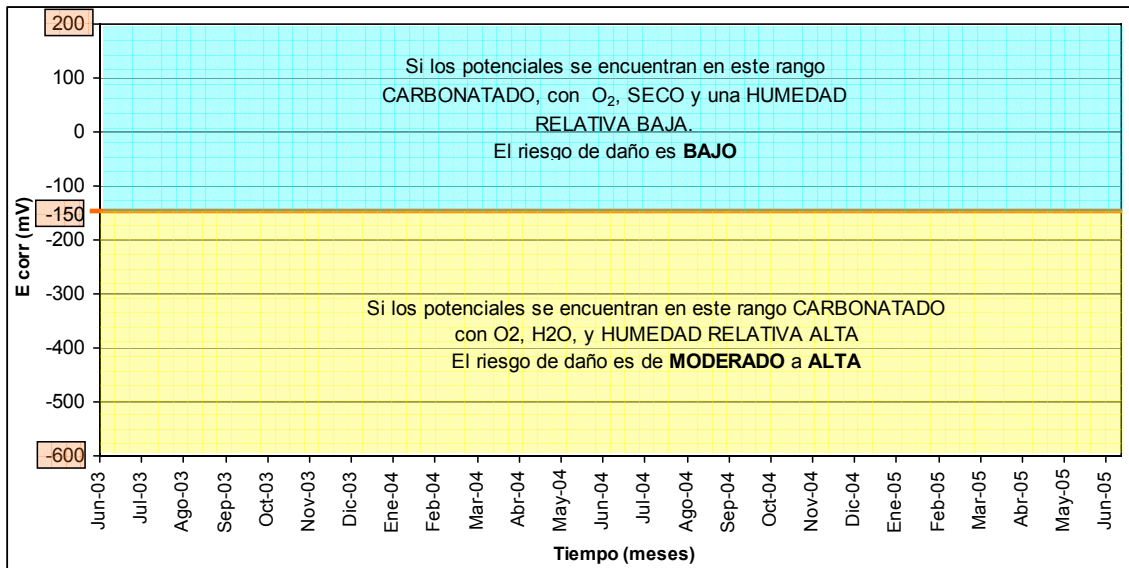 200
100
0
-100
-150
-200
-300
-400
-500
-600
E corr (mV)
Si los potenciales se encuentran en este rango
CARBONATADO, con O₂, SECO y una HUMEDAD
RELATIVA BAJA.
El riesgo de daño es BAJO
Si los potenciales se encuentran en este rango CARBONATADO
con O2, H2O, y HUMEDAD RELATIVA ALTA
El riesgo de daño es de MODERADO a ALTA
Jun-03
Jul-03
Ago-03
Sep-03
Oct-03
Nov-03
Dic-03
Ene-04
Feb-04
Mar-04
Abr-04
May-04
Jun-04
Jul-04
Ago-04
Sep-04
Oct-04
Nov-04
Dic-04
Ene-05
Feb-05
Mar-05
Abr-05
May-05
Jun-05
Tiempo (meses)